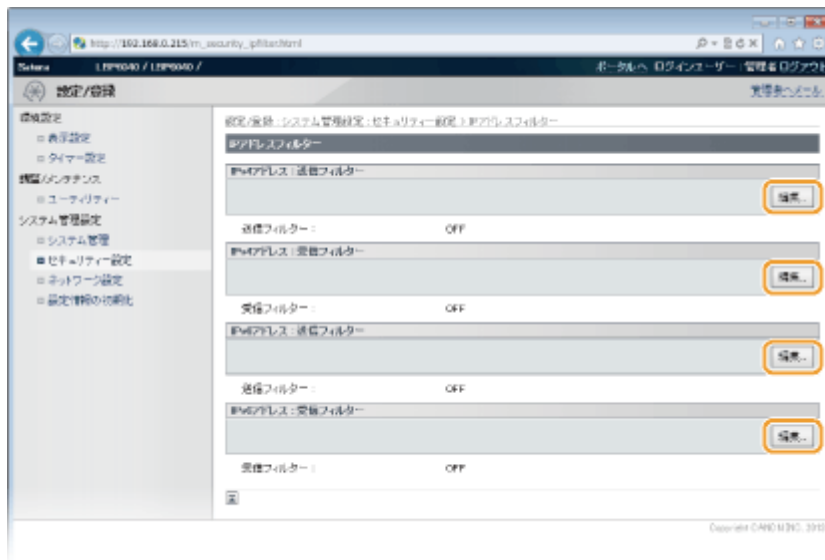 http://192.168.0.215/m_security_ipfilter.html
Satera LBP6040 / LBP6040 / ポータルへ ログインユーザー:管理者 ログアウト
設定/登録 管理者へメール
環境設定
表示設定
タイマー設定
調整/メンテナンス
ユーティリティー
システム管理設定
システム管理
セキュリティー設定
ネットワーク設定
設定情報の初期化
設定/登録 : システム管理設定 : セキュリティー設定 > IPアドレスフィルター
IPアドレスフィルター
IPv4アドレス : 送信フィルター
編集...
送信フィルター : OFF
IPv4アドレス : 受信フィルター
編集...
受信フィルター : OFF
IPv6アドレス : 送信フィルター
編集...
送信フィルター : OFF
IPv6アドレス : 受信フィルター
編集...
受信フィルター : OFF
Copyright CANON INC. 2012